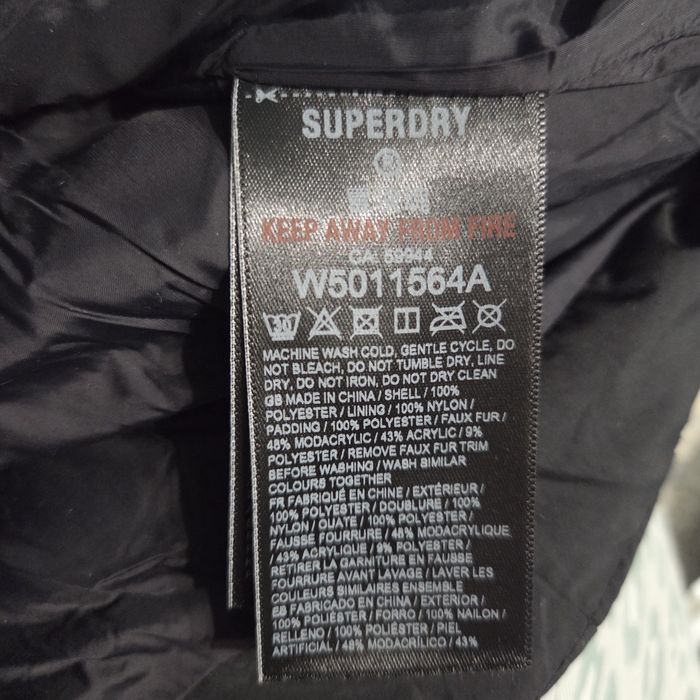 SUPERDRY
®
KEEP AWAY FROM FIRE
CA 59944
W5011564A
30
MACHINE WASH COLD, GENTLE CYCLE, DO
NOT BLEACH, DO NOT TUMBLE DRY, LINE
DRY, DO NOT IRON, DO NOT DRY CLEAN
GB MADE IN CHINA / SHELL / 100%
POLYESTER / LINING / 100% NYLON /
PADDING / 100% POLYESTER / FAUX FUR /
48% MODACRYLIC / 43% ACRYLIC / 9%
POLYESTER / REMOVE FAUX FUR TRIM
BEFORE WASHING / WASH SIMILAR
COLOURS TOGETHER
FR FABRIQUÉ EN CHINE / EXTÉRIEUR /
100% POLYESTER / DOUBLURE / 100%
NYLON / OUATE / 100% POLYESTER /
FAUSSE FOURRURE / 48% MODACRYLIQUE
/ 43% ACRYLIQUE / 9% POLYESTER /
RETIRER LA GARNITURE EN FAUSSE
FOURRURE AVANT LAVAGE / LAVER LES
COULEURS SIMILAIRES ENSEMBLE
ES FABRICADO EN CHINA / EXTERIOR /
100% POLIÉSTER / FORRO / 100% NAILON /
RELLENO / 100% POLIÉSTER / PIEL
ARTIFICIAL / 48% MODACRÍLICO / 43%